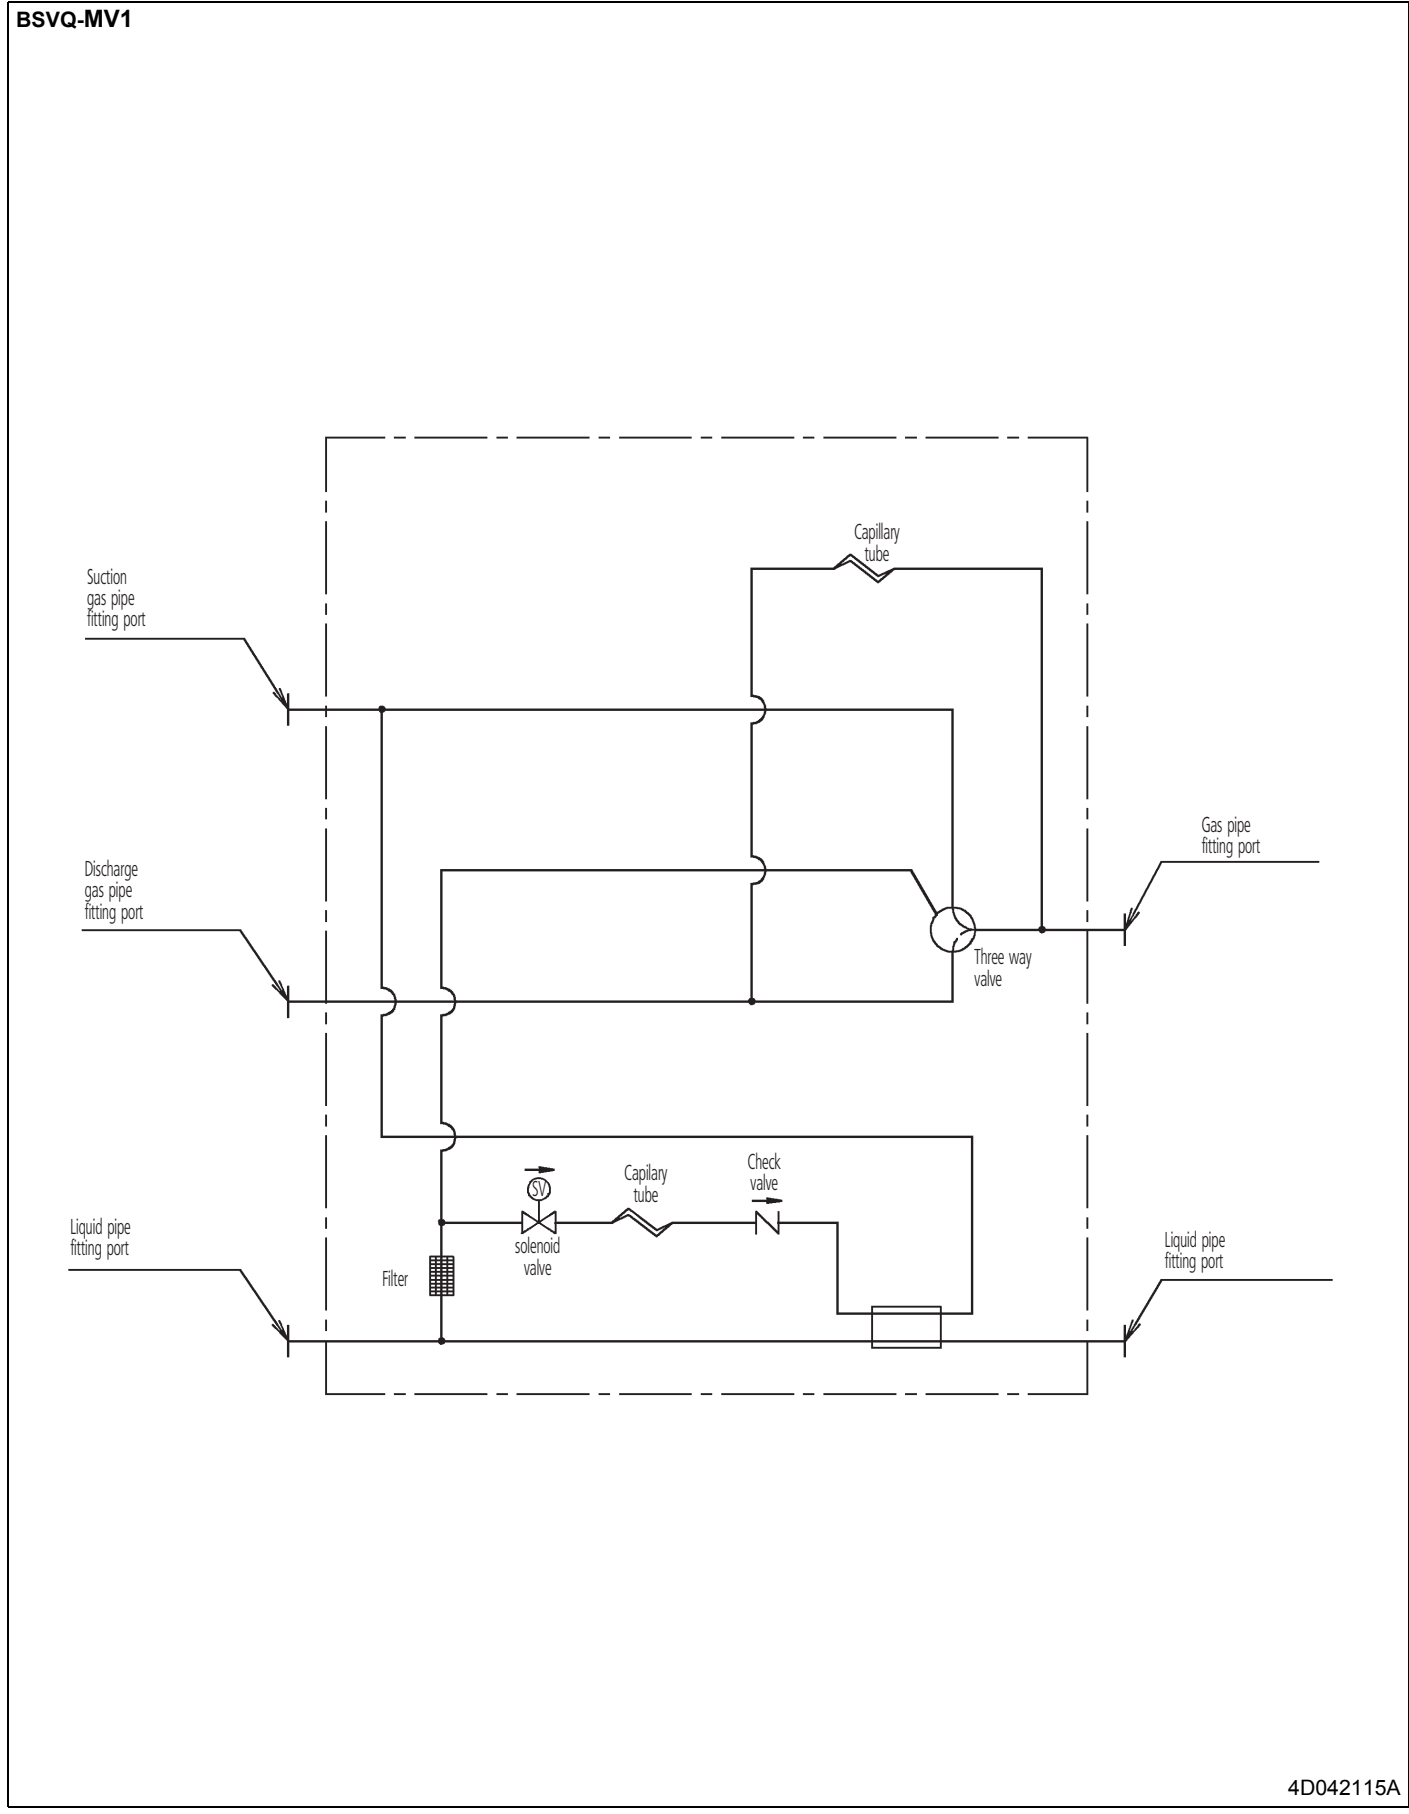 BSVQ-MV1
Capillary
tube
Suction
gas pipe
fitting port
Gas pipe
fitting port
Discharge
gas pipe
fitting port
Three way
valve
Check
valve
Capilary
tube
SV
solenoid
valve
Filter
Liquid pipe
fitting port
Liquid pipe
fitting port
4D042115A